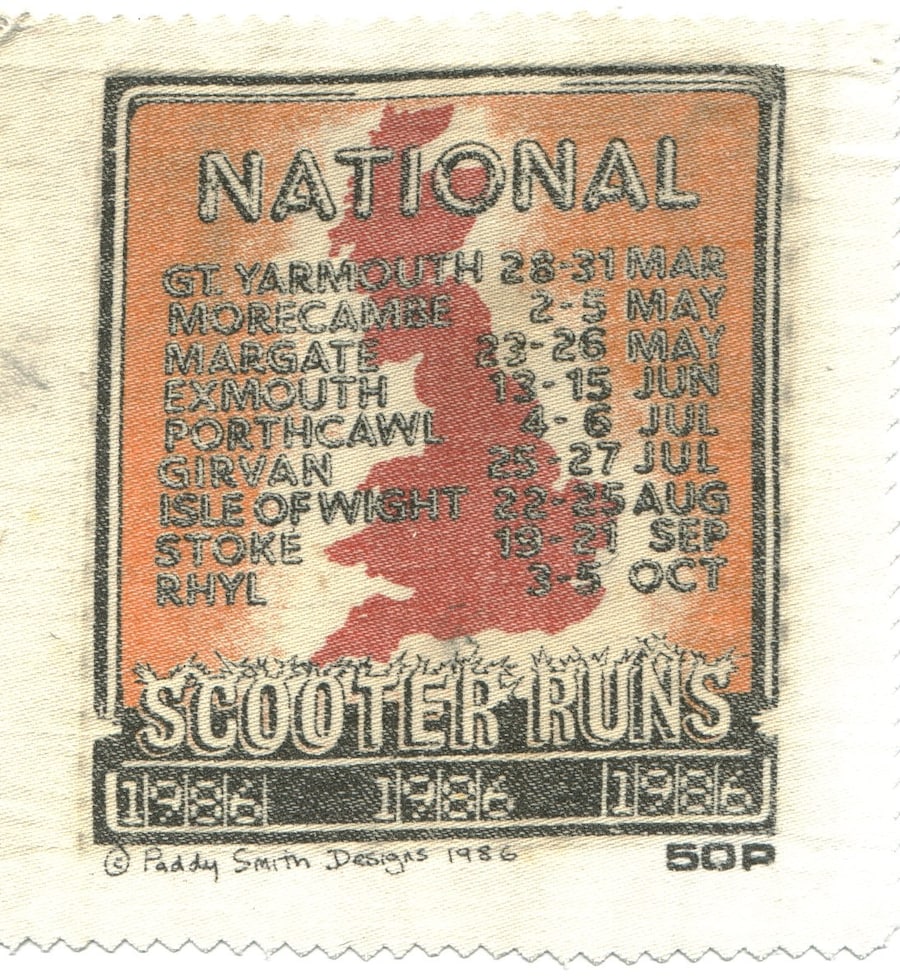 NATIONAL
GT. YARMOUTH 28-31 MAR
MORECAMBE 2-5 MAY
MARGATE 23-26 MAY
EXMOUTH 13-15 JUN
PORTHCAWL 4-6 JUL
GIRVAN 25-27 JUL
ISLE OF WIGHT 22-25 AUG
STOKE 19-21 SEP
RHYL 3-5 OCT
SCOOTER RUNS
1986 1986 1986
© Paddy Smith Designs 1986 50P